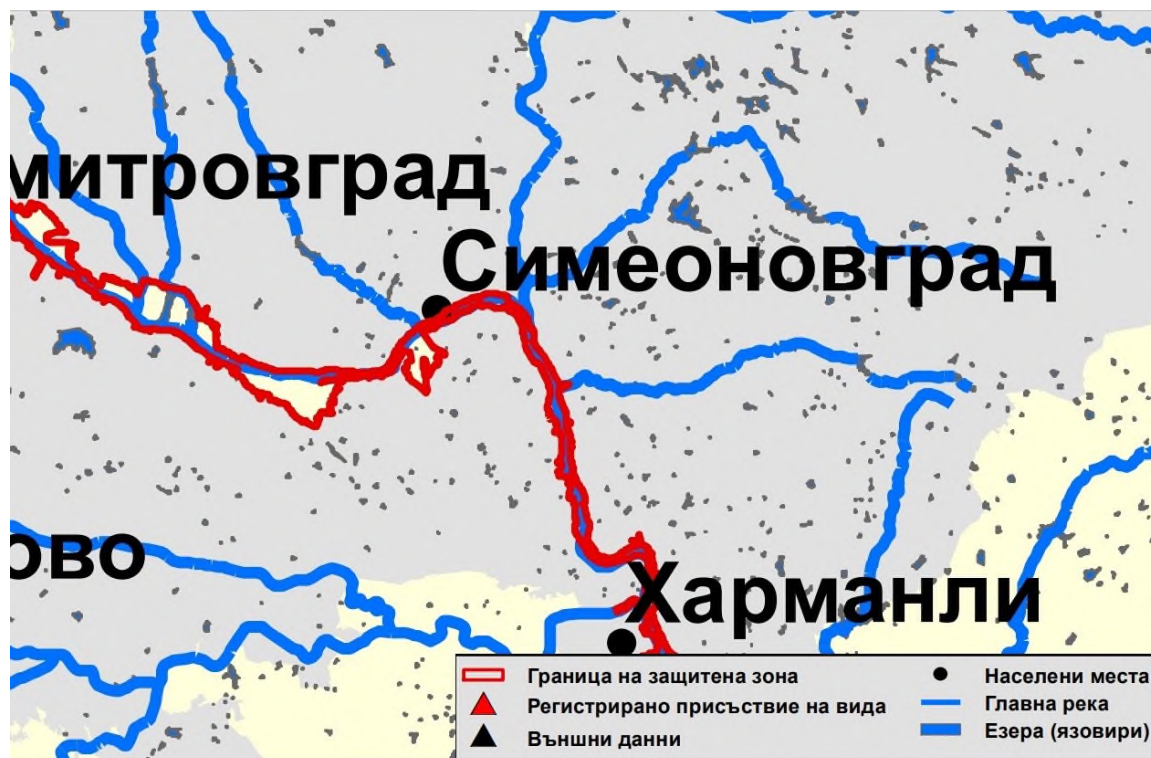 митровград
Симеоновград
ово
Харманли
Граница на защитена зона
Регистрирано присъствие на вида
Външни данни
Населени места
Главна река
Езера (язовири)